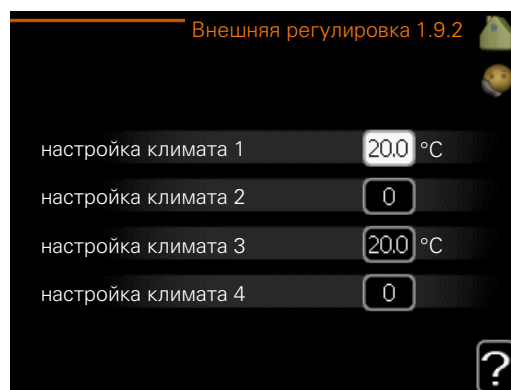 Внешняя регулировка 1.9.2
настройка климата 1 20.0 °C
настройка климата 2 0
настройка климата 3 20.0 °C
настройка климата 4 0
?